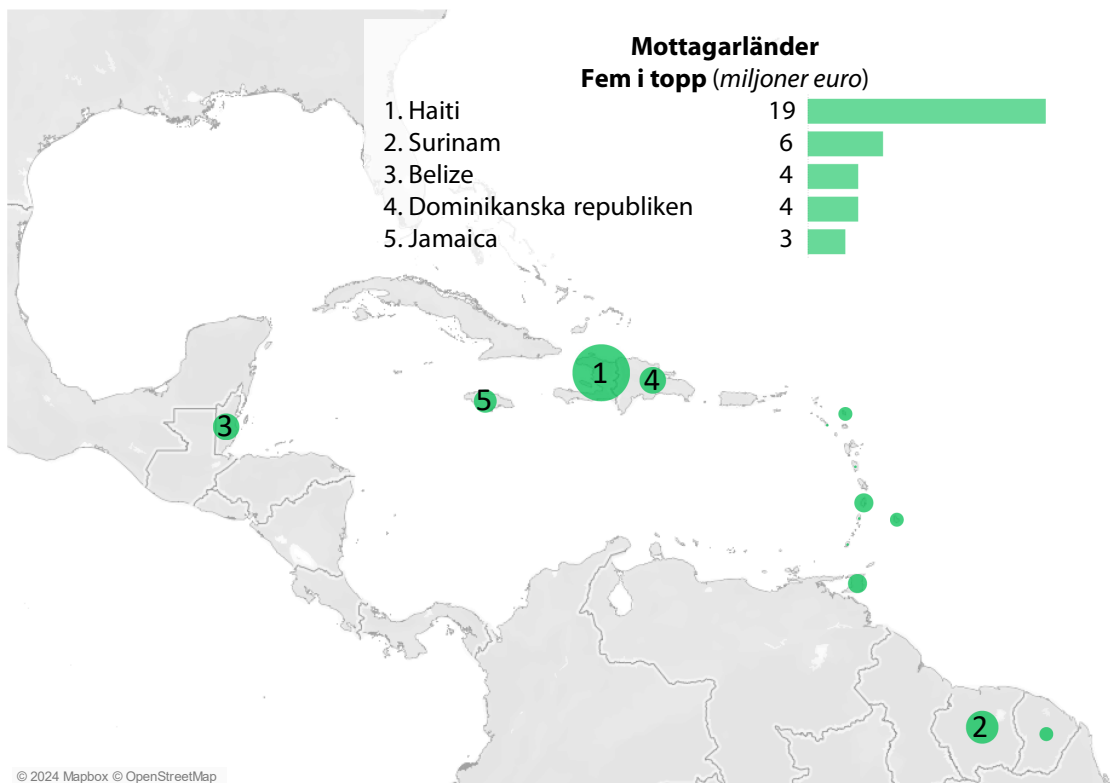 Mottagarländer
Fem i topp (miljoner euro)
1. Haiti 19
2. Surinam 6
3. Belize 4
4. Dominikanska republiken 4
5. Jamaica 3
1
4
5
3
2
© 2024 Mapbox © OpenStreetMap